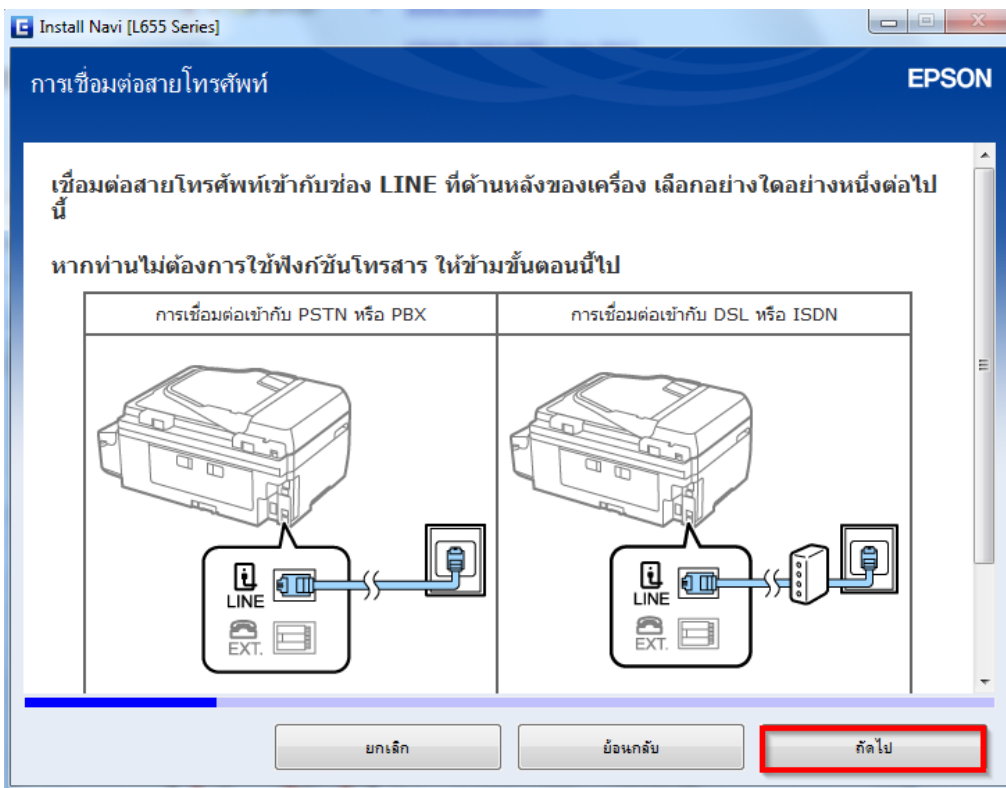 Install Navi [L655 Series]
การเชื่อมต่อสายโทรศัพท์
EPSON
เชื่อมต่อสายโทรศัพท์เข้ากับช่อง LINE ที่ด้านหลังของเครื่อง เลือกอย่างใดอย่างหนึ่งต่อไป
นี้
หากท่านไม่ต้องการใช้ฟังก์ชันโทรสาร ให้ข้ามขั้นตอนนี้ไป
การเชื่อมต่อเข้ากับ PSTN หรือ PBX
การเชื่อมต่อเข้ากับ DSL หรือ ISDN
LINE
EXT.
LINE
EXT.
ยกเลิก
ย้อนกลับ
ถัดไป